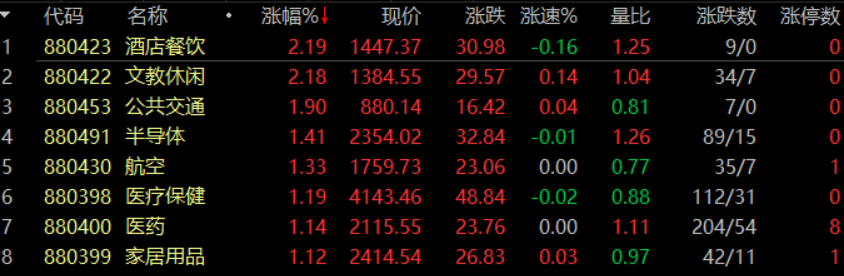 代码 名称 涨幅%↓ 现价 涨跌 涨速% 量比 涨跌数 涨停数
1 880423 酒店餐饮 2.19 1447.37 30.98 -0.16 1.25 9/0 0
2 880422 文教休闲 2.18 1384.55 29.57 0.14 1.04 34/7 0
3 880453 公共交通 1.90 880.14 16.42 0.04 0.81 7/0 0
4 880491 半导体 1.41 2354.02 32.84 -0.01 1.26 89/15 0
5 880430 航空 1.33 1759.73 23.06 0.00 0.77 35/7 1
6 880398 医疗保健 1.19 4143.46 48.84 -0.02 0.88 112/31 0
7 880400 医药 1.14 2115.55 23.76 0.00 1.11 204/54 8
8 880399 家居用品 1.12 2414.54 26.83 0.03 0.97 42/11 1